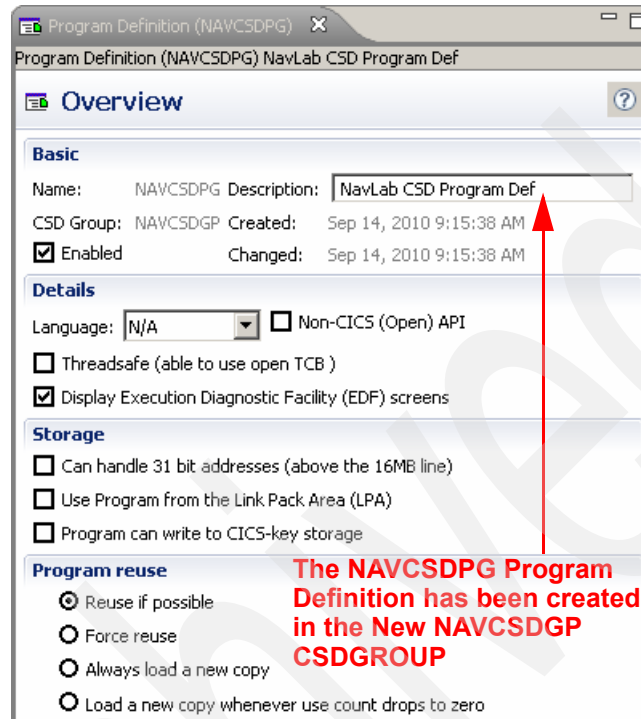 Program Definition (NAVCSDPG)
Program Definition (NAVCSDPG) NavLab CSD Program Def
Overview
Basic
Name: NAVCSDPG Description: NavLab CSD Program Def
CSD Group: NAVCSDGP Created: Sep 14, 2010 9:15:38 AM
Enabled Changed: Sep 14, 2010 9:15:38 AM
Details
Language: N/A Non-CICS (Open) API
Threadsafe (able to use open TCB )
Display Execution Diagnostic Facility (EDF) screens
Storage
Can handle 31 bit addresses (above the 16MB line)
Use Program from the Link Pack Area (LPA)
Program can write to CICS-key storage
Program reuse
Reuse if possible
Force reuse
Always load a new copy
Load a new copy whenever use count drops to zero
The NAVCSDPG Program
Definition has been created
in the New NAVCSDGP
CSDGROUP